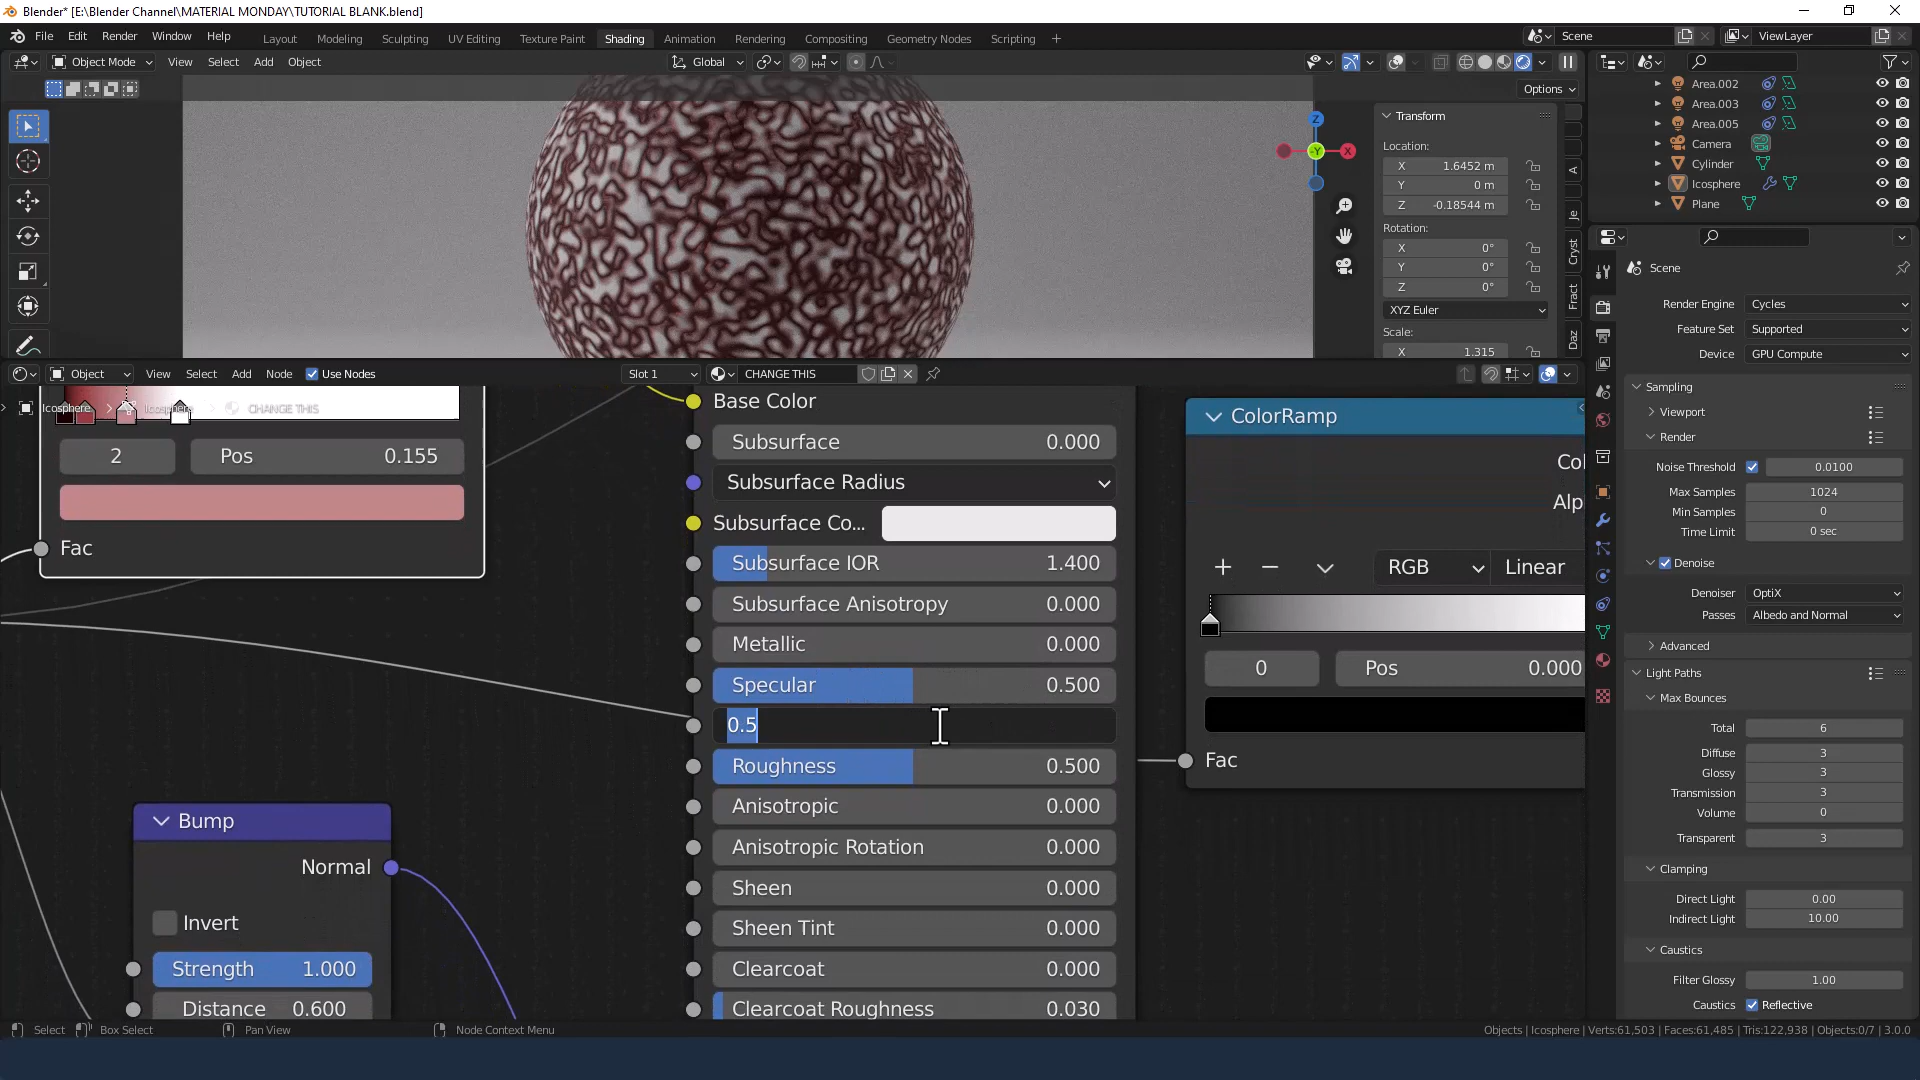 Blender* [E:\Blender Channel\MATERIAL MONDAY\TUTORIAL BLANK.blend]
File Edit Render Window Help Layout Modeling Sculpting UV Editing Texture Paint Shading Animation Rendering Compositing Geometry Nodes Scripting + Scene ViewLayer
Object Mode View Select Add Object Global
Options
Transform
Location:
X 1.6452 m
Y 0 m
Z -0.18544 m
Rotation:
X 0°
Y 0°
Z 0°
XYZ Euler
Scale:
X 1.315
Z
X
-Y
A
Je
Cryst
Fract
Daz
Area.002
Area.003
Area.005
Camera
Cylinder
Icosphere
Plane
Scene
Render Engine Cycles
Feature Set Supported
Device GPU Compute
Sampling
Viewport
Render
Noise Threshold 0.0100
Max Samples 1024
Min Samples 0
Time Limit 0 sec
Denoise
Denoiser OptiX
Passes Albedo and Normal
Advanced
Light Paths
Max Bounces
Total 6
Diffuse 3
Glossy 3
Transmission 3
Volume 0
Transparent 3
Clamping
Direct Light 0.00
Indirect Light 10.00
Caustics
Filter Glossy 1.00
Caustics Reflective
Object View Select Add Node Use Nodes Slot 1 CHANGE THIS
Icosphere Icosphere CHANGE THIS
2 Pos 0.155
Fac
Bump
Normal
Invert
Strength 1.000
Distance 0.600
Base Color
Subsurface 0.000
Subsurface Radius
Subsurface Co...
Subsurface IOR 1.400
Subsurface Anisotropy 0.000
Metallic 0.000
Specular 0.500
0.5
Roughness 0.500
Anisotropic 0.000
Anisotropic Rotation 0.000
Sheen 0.000
Sheen Tint 0.000
Clearcoat 0.000
Clearcoat Roughness 0.030
ColorRamp
Col
Alp
+ − RGB Linear
0 Pos 0.000
Fac
Select Box Select Pan View Node Context Menu Objects | Icosphere | Verts:61,503 | Faces:61,485 | Tris:122,938 | Objects:0/7 | 3.0.0